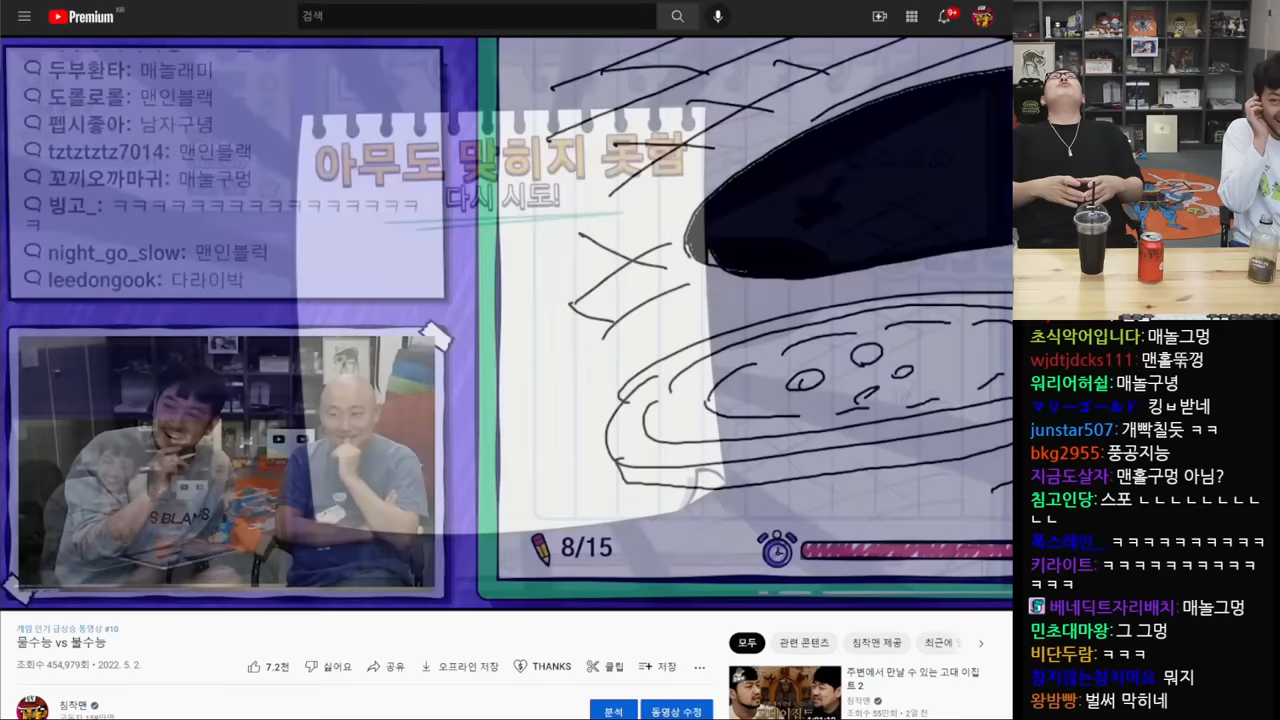 Premium KR
검색
9+
두부환타: 매놀래미
도롤로롤: 맨인블랙
펩시좋아: 남자구녕
tztztztz7014: 맨인블랙
꼬끼오까마귀: 매눌구멍
빙고_: ㅋㅋㅋㅋㅋㅋㅋㅋㅋㅋㅋㅋㅋㅋㅋㅋㅋ
ㅋ
night_go_slow: 맨인블럭
leedongook: 다라이박
아무도 맞히지 못함
다시 시도!
8/15
게임 인기 급상승 동영상 #10
물수능 vs 불수능
조회수 454,979회 • 2022. 5. 2.
7.2천
싫어요
공유
오프라인 저장
THANKS
클립
저장
침착맨
분석
동영상 수정
모두
관련 콘텐츠
침착맨 제공
최근에
주변에서 만날 수 있는 고대 이집
트 2
침착맨
조회수 55만회 • 2일 전
초식악어입니다: 매놀그멍
wjdtjdcks111: 맨홀뚞껑
워리어허쉴: 매놀구녕
マリーゴールド: 킹ㅂ받네
junstar507: 개빡칠듯 ㅋㅋ
bkg2955: 풍공지능
지금도살자: 맨홀구멍 아님?
침고인당: 스포 ㄴㄴㄴㄴㄴㄴㄴㄴ
ㄴㄴ
폭스레인_: ㅋㅋㅋㅋㅋㅋㅋㅋㅋㅋ
키라이트: ㅋㅋㅋㅋㅋㅋㅋㅋㅋㅋ
ㅋㅋㅋ
베네딕트자리배치: 매놀그멍
민초대마왕: 그 그멍
비단두람: ㅋㅋㅋ
참지않는참치마요: 뭐지
왕밤빵: 벌써 막히네